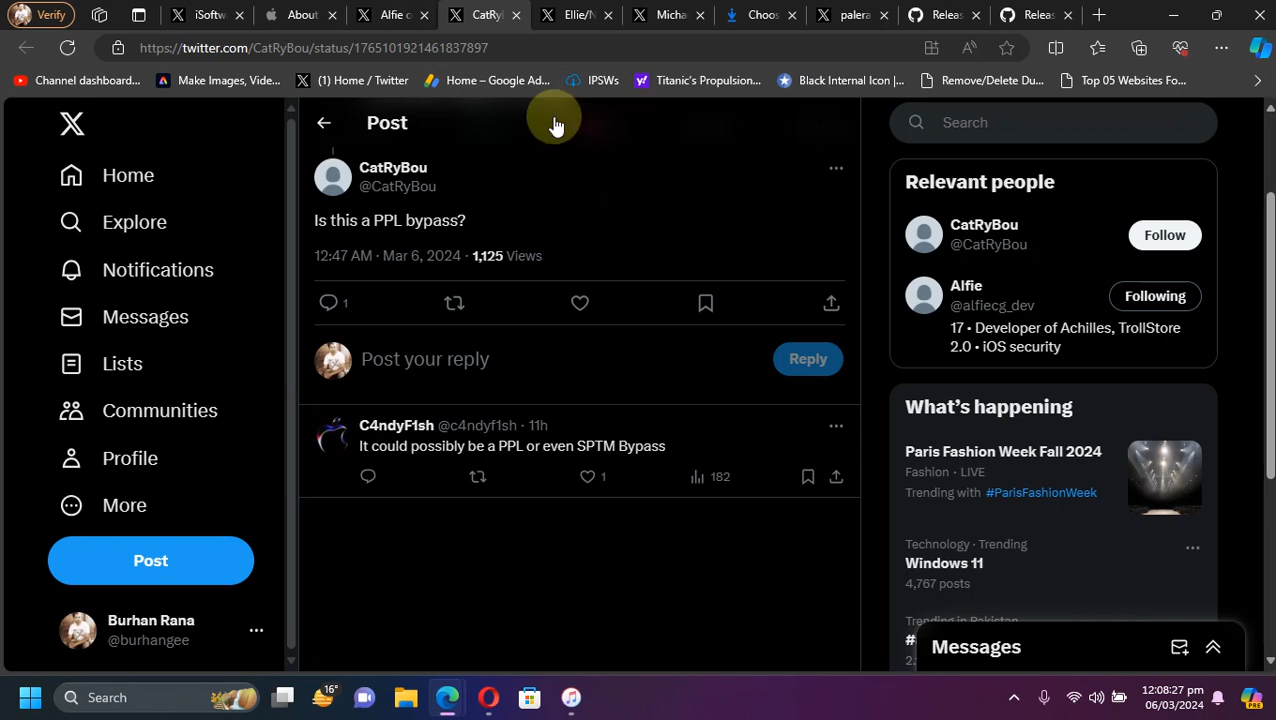 Verify
iSoftw
About
Alfie c
CatRyl
Ellie/N
Micha
Choos
palera
Releas
Releas
https://twitter.com/CatRyBou/status/1765101921461837897
Channel dashboard...
Make Images, Vide...
(1) Home / Twitter
Home – Google Ad...
IPSWs
Titanic's Propulsion...
Black Internal Icon |...
Remove/Delete Du...
Top 05 Websites Fo...
Home
Explore
Notifications
Messages
Lists
Communities
Profile
More
Post
Burhan Rana
@burhangee
Post
CatRyBou
@CatRyBou
Is this a PPL bypass?
12:47 AM · Mar 6, 2024 · 1,125 Views
1
Post your reply
Reply
C4ndyF1sh @c4ndyf1sh · 11h
It could possibly be a PPL or even SPTM Bypass
1
182
Search
Relevant people
CatRyBou
@CatRyBou
Follow
Alfie
@alfiecg_dev
Following
17 • Developer of Achilles, TrollStore
2.0 • iOS security
What's happening
Paris Fashion Week Fall 2024
Fashion · LIVE
Trending with #ParisFashionWeek
Technology · Trending
Windows 11
4,767 posts
Messages
Search
16°
PRE
12:08:27 pm
06/03/2024